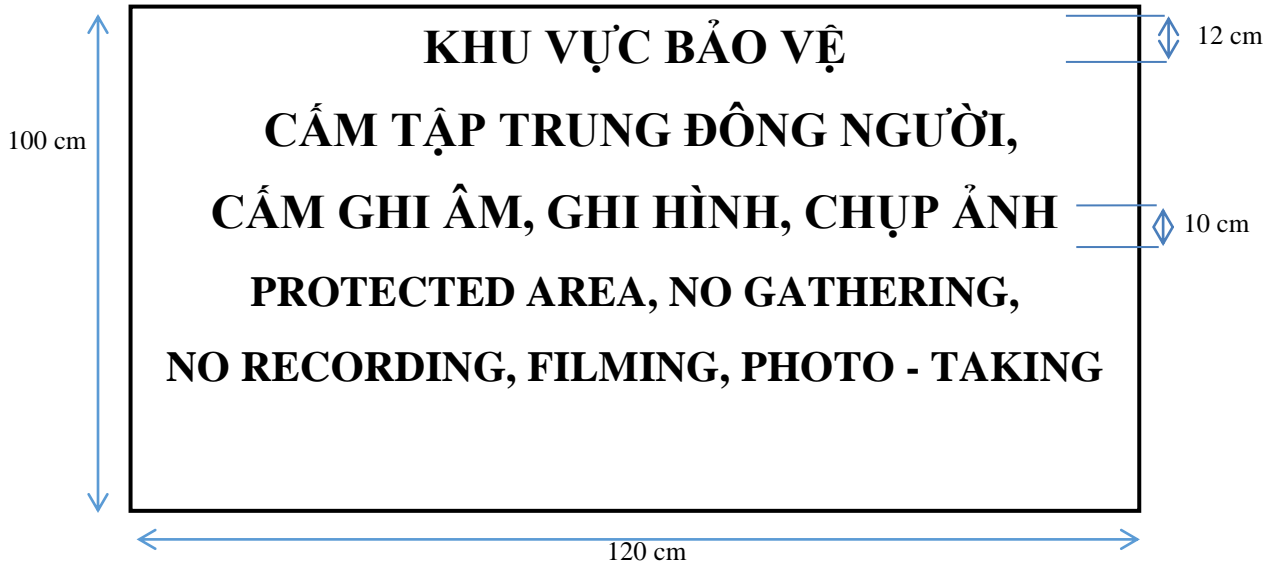 KHU VỰC BẢO VỆ
12 cm
CẤM TẬP TRUNG ĐÔNG NGƯỜI,
100 cm
CẤM GHI ÂM, GHI HÌNH, CHỤP ẢNH
10 cm
PROTECTED AREA, NO GATHERING,
NO RECORDING, FILMING, PHOTO - TAKING
120 cm